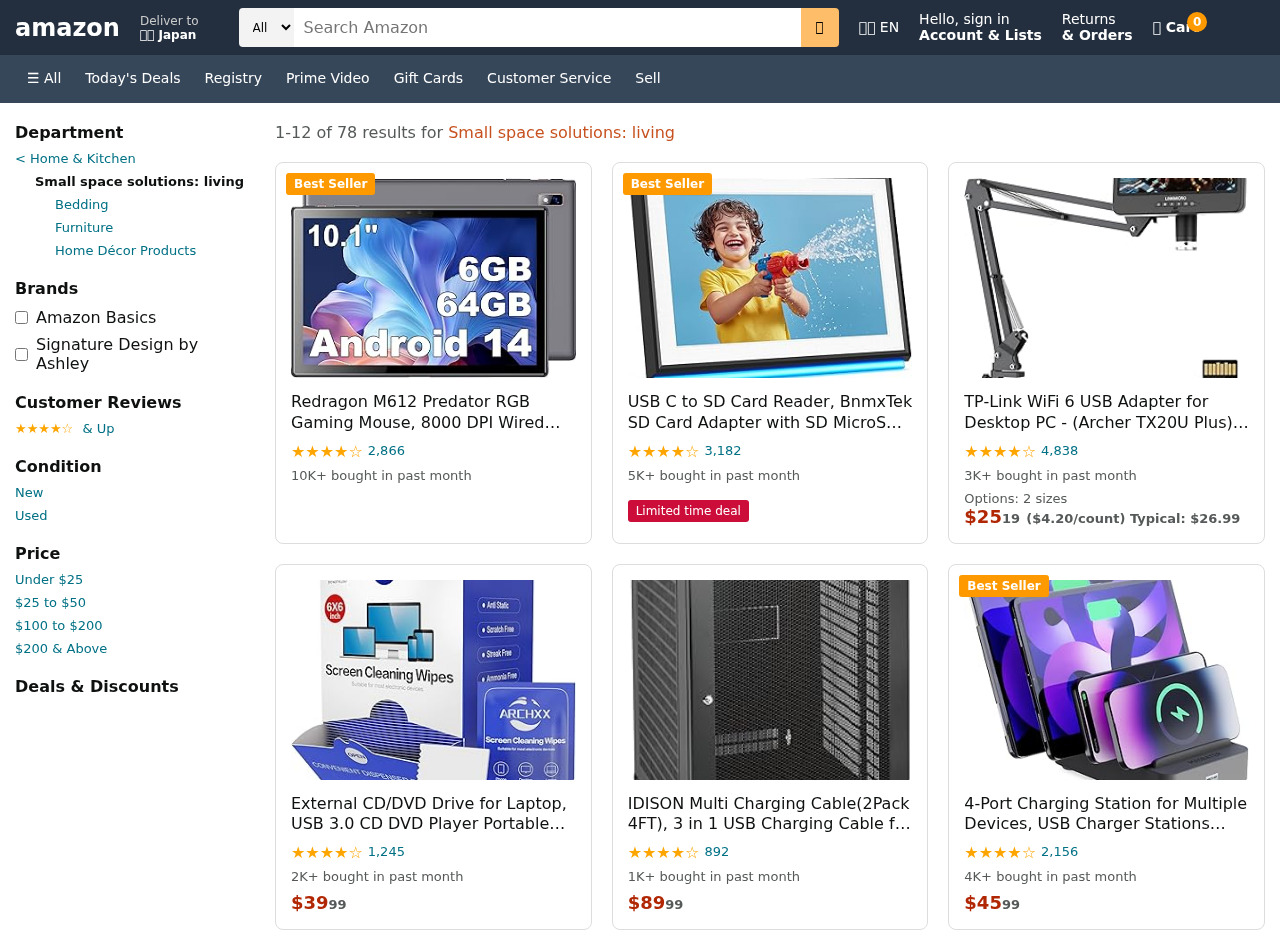 amazon
Deliver to
Japan
All
Search Amazon
EN
Hello, sign in
Account & Lists
Returns
& Orders
0
☰ All
Today's Deals
Registry
Prime Video
Gift Cards
Customer Service
Sell
Department
< Home & Kitchen
Small space solutions: living
Bedding
Furniture
Home Décor Products
Brands
Amazon Basics
Signature Design by
Ashley
Customer Reviews
★★★★☆ & Up
Condition
New
Used
Price
Under $25
$25 to $50
$100 to $200
$200 & Above
Deals & Discounts
1-12 of 78 results for Small space solutions: living
Best Seller
10.1"
6GB
64GB
Android 14
Redragon M612 Predator RGB
Gaming Mouse, 8000 DPI Wired…
★★★★☆ 2,866
10K+ bought in past month
Best Seller
USB C to SD Card Reader, BnmxTek
SD Card Adapter with SD MicroS…
★★★★☆ 3,182
5K+ bought in past month
Limited time deal
TP-Link WiFi 6 USB Adapter for
Desktop PC - (Archer TX20U Plus)…
★★★★☆ 4,838
3K+ bought in past month
Options: 2 sizes
$25 19 ($4.20/count) Typical: $26.99
6X6
inch
Anti Static
Scratch Free
Streak Free
Ammonia Free
Screen Cleaning Wipes
Suitable for most electronic devices
ARCHXX
Screen Cleaning Wipes
OPEN
External CD/DVD Drive for Laptop,
USB 3.0 CD DVD Player Portable…
★★★★☆ 1,245
2K+ bought in past month
$39 99
IDISON Multi Charging Cable(2Pack
4FT), 3 in 1 USB Charging Cable f…
★★★★☆ 892
1K+ bought in past month
$89 99
Best Seller
4-Port Charging Station for Multiple
Devices, USB Charger Stations…
★★★★☆ 2,156
4K+ bought in past month
$45 99